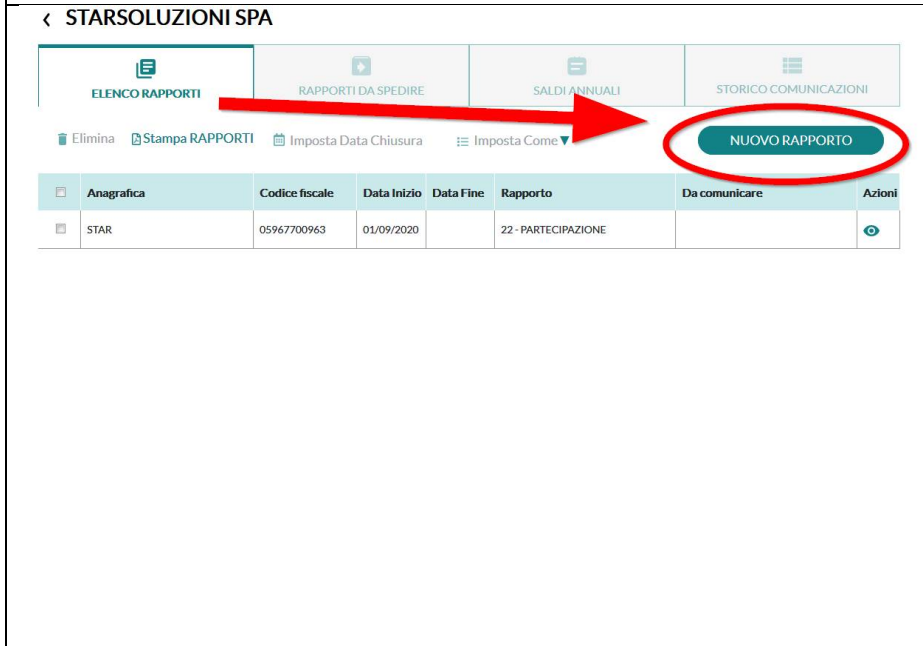 ‹ STARSOLUZIONI SPA
ELENCO RAPPORTI
RAPPORTI DA SPEDIRE
SALDI ANNUALI
STORICO COMUNICAZIONI
Elimina Stampa RAPPORTI Imposta Data Chiusura Imposta Come ▼ NUOVO RAPPORTO
Anagrafica Codice fiscale Data Inizio Data Fine Rapporto Da comunicare Azioni
STAR 05967700963 01/09/2020 22 - PARTECIPAZIONE